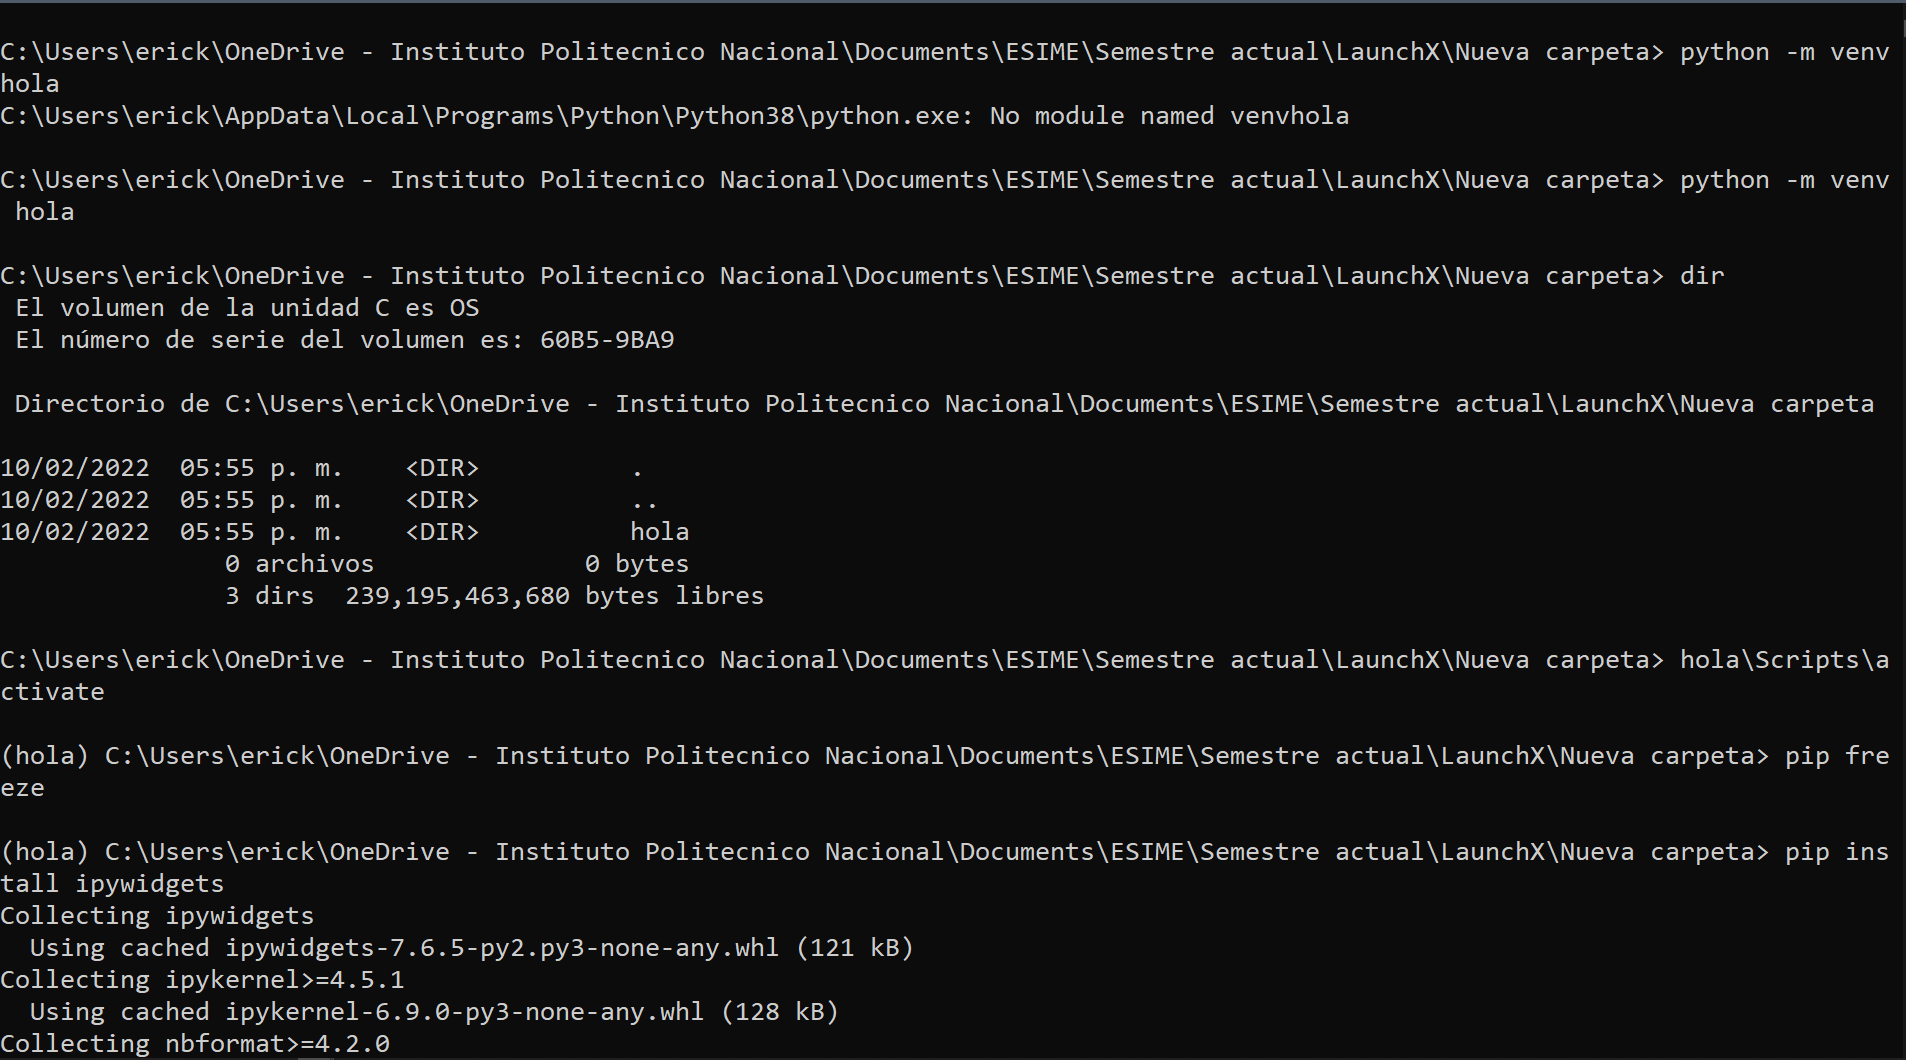 C:\Users\erick\OneDrive - Instituto Politecnico Nacional\Documents\ESIME\Semestre actual\LaunchX\Nueva carpeta> python -m venv
hola
C:\Users\erick\AppData\Local\Programs\Python\Python38\python.exe: No module named venvhola
C:\Users\erick\OneDrive - Instituto Politecnico Nacional\Documents\ESIME\Semestre actual\LaunchX\Nueva carpeta> python -m venv
 hola
C:\Users\erick\OneDrive - Instituto Politecnico Nacional\Documents\ESIME\Semestre actual\LaunchX\Nueva carpeta> dir
 El volumen de la unidad C es OS
 El número de serie del volumen es: 60B5-9BA9
 Directorio de C:\Users\erick\OneDrive - Instituto Politecnico Nacional\Documents\ESIME\Semestre actual\LaunchX\Nueva carpeta
10/02/2022  05:55 p. m.    <DIR>          .
10/02/2022  05:55 p. m.    <DIR>          ..
10/02/2022  05:55 p. m.    <DIR>          hola
               0 archivos              0 bytes
               3 dirs  239,195,463,680 bytes libres
C:\Users\erick\OneDrive - Instituto Politecnico Nacional\Documents\ESIME\Semestre actual\LaunchX\Nueva carpeta> hola\Scripts\a
ctivate
(hola) C:\Users\erick\OneDrive - Instituto Politecnico Nacional\Documents\ESIME\Semestre actual\LaunchX\Nueva carpeta> pip fre
eze
(hola) C:\Users\erick\OneDrive - Instituto Politecnico Nacional\Documents\ESIME\Semestre actual\LaunchX\Nueva carpeta> pip ins
tall ipywidgets
Collecting ipywidgets
  Using cached ipywidgets-7.6.5-py2.py3-none-any.whl (121 kB)
Collecting ipykernel>=4.5.1
  Using cached ipykernel-6.9.0-py3-none-any.whl (128 kB)
Collecting nbformat>=4.2.0